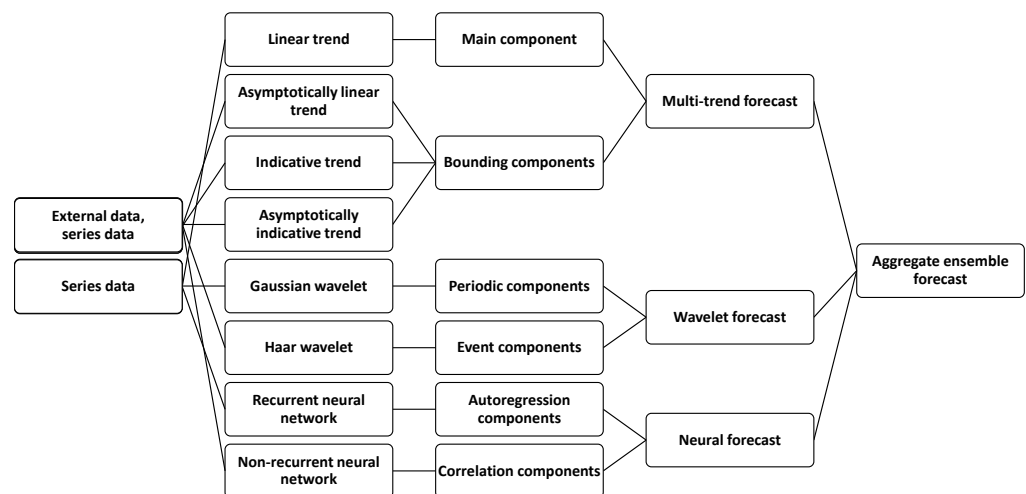 External data,
series data
Series data
Linear trend
Asymptotically linear
trend
Indicative trend
Asymptotically
indicative trend
Gaussian wavelet
Haar wavelet
Recurrent neural
network
Non-recurrent neural
network
Main component
Bounding components
Periodic components
Event components
Autoregression
components
Correlation components
Multi-trend forecast
Wavelet forecast
Neural forecast
Aggregate ensemble
forecast